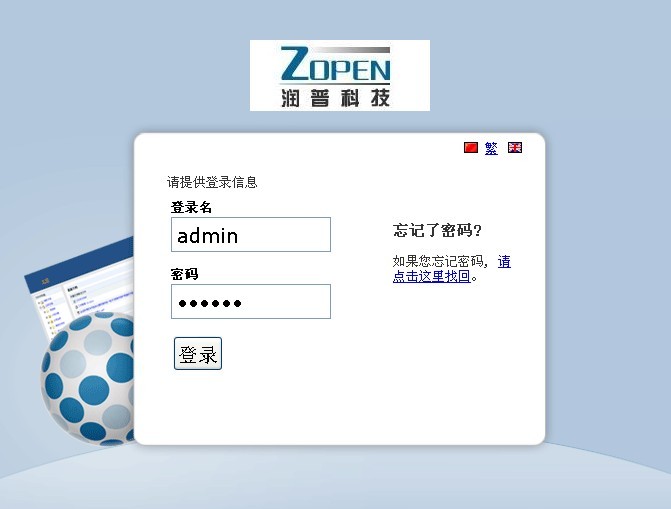 ZOPEN
润普科技
繁
请提供登录信息
登录名
admin
忘记了密码?
如果您忘记密码, 请
点击这里找回。
密码
••••••
登录